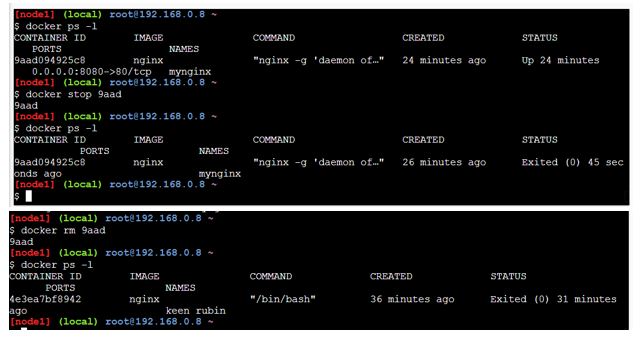 [node1] (local) root@192.168.0.8 ~
$ docker ps -l
CONTAINER ID IMAGE COMMAND CREATED STATUS
PORTS NAMES
9aad094925c8 nginx "nginx -g 'daemon of…" 24 minutes ago Up 24 minutes
0.0.0.0:8080->80/tcp mynginx
[node1] (local) root@192.168.0.8 ~
$ docker stop 9aad
9aad
[node1] (local) root@192.168.0.8 ~
$ docker ps -l
CONTAINER ID IMAGE COMMAND CREATED STATUS
PORTS NAMES
9aad094925c8 nginx "nginx -g 'daemon of…" 26 minutes ago Exited (0) 45 sec
onds ago mynginx
[node1] (local) root@192.168.0.8 ~
$
[node1] (local) root@192.168.0.8 ~
$ docker rm 9aad
9aad
[node1] (local) root@192.168.0.8 ~
$ docker ps -l
CONTAINER ID IMAGE COMMAND CREATED STATUS
PORTS NAMES
4e3ea7bf8942 nginx "/bin/bash" 36 minutes ago Exited (0) 31 minutes
ago keen rubin
[node1] (local) root@192.168.0.8 ~